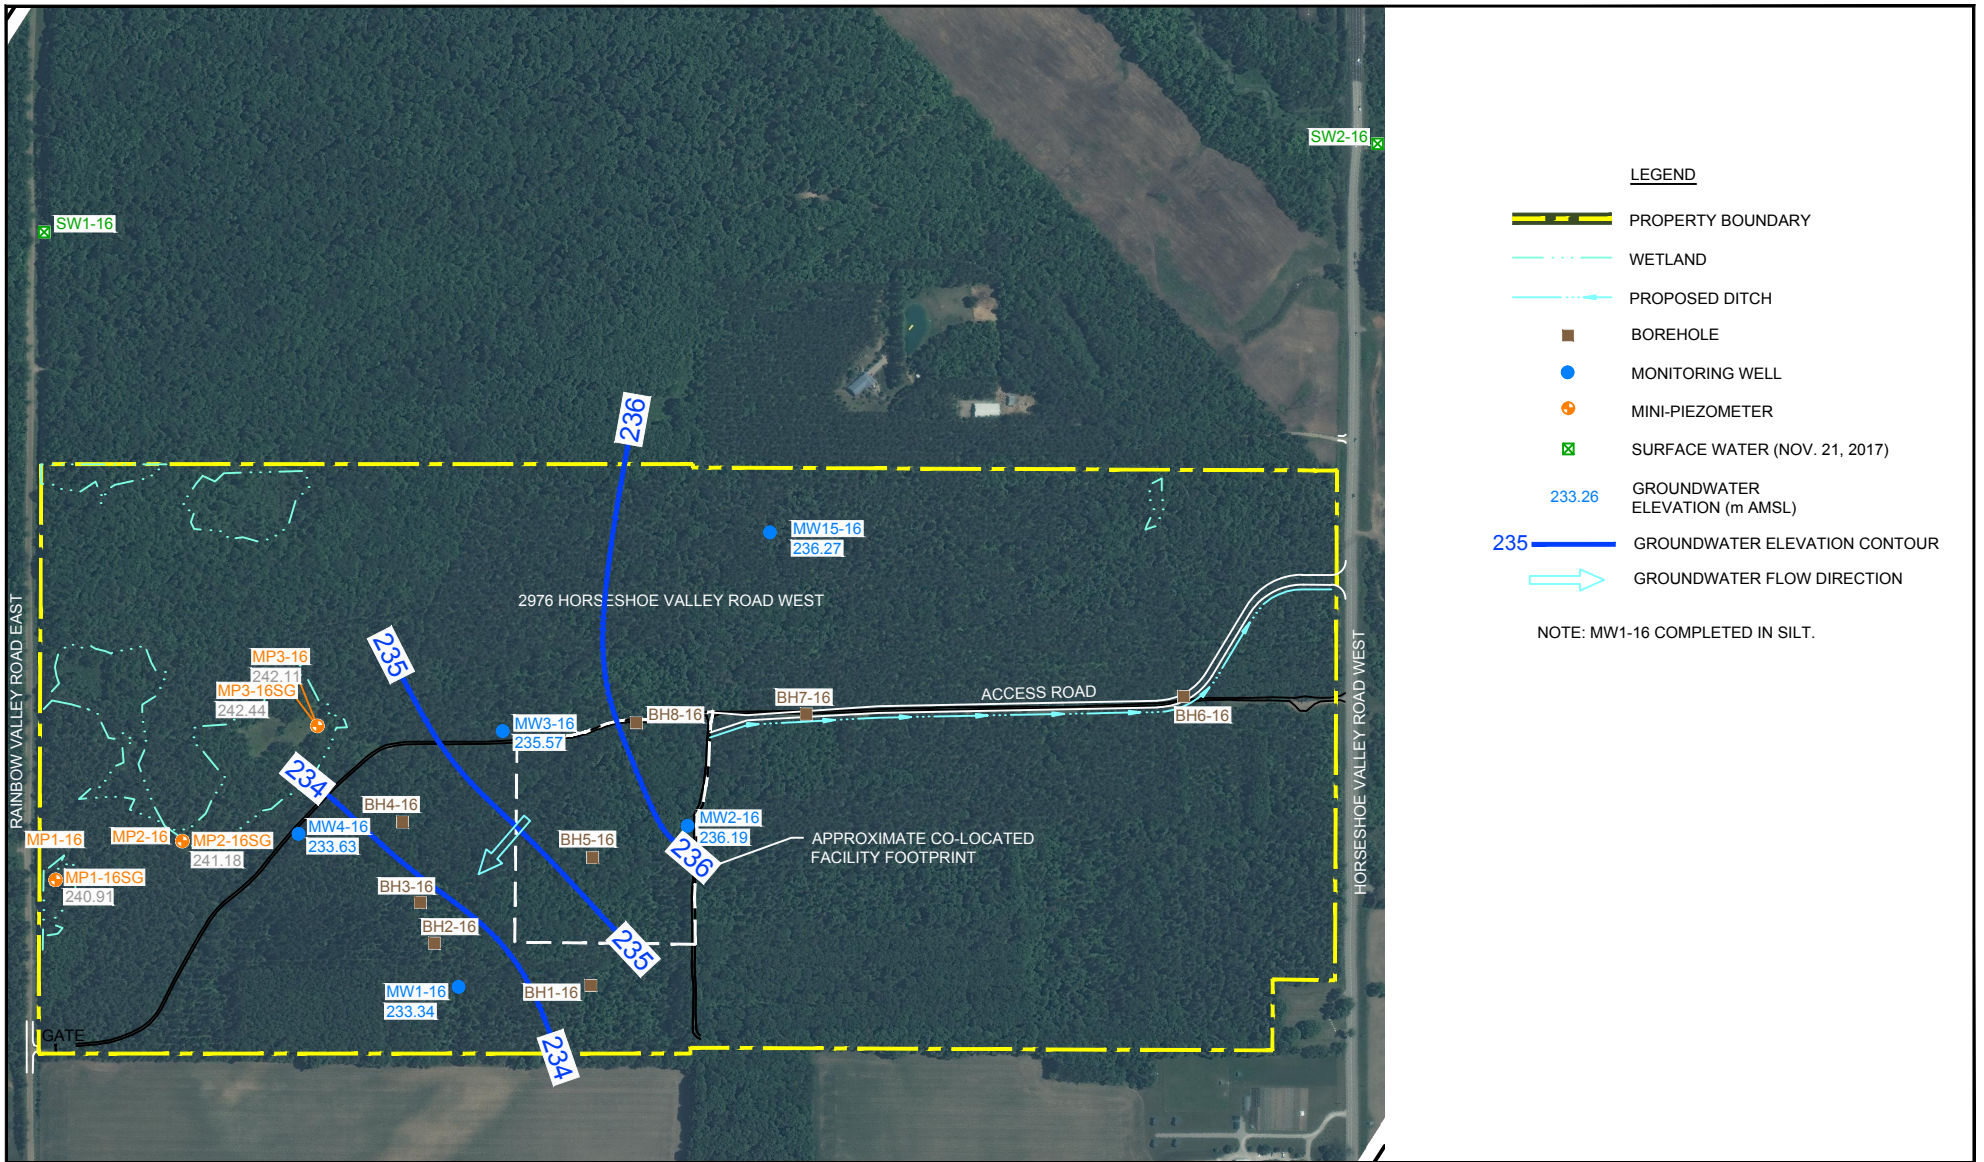 SW2-16
SW1-16
236
MW15-16
236.27
2976 HORSESHOE VALLEY ROAD WEST
RAINBOW VALLEY ROAD EAST
HORSESHOE VALLEY ROAD WEST
235
MP3-16
242.11
MP3-16SG
242.44
MW3-16
235.57
BH8-16
BH7-16
ACCESS ROAD
BH6-16
234
BH4-16
MW4-16
233.63
MP1-16
MP2-16
MP2-16SG
241.18
MP1-16SG
240.91
BH5-16
MW2-16
236.19
236
APPROXIMATE CO-LOCATED
FACILITY FOOTPRINT
BH3-16
BH2-16
235
MW1-16
233.34
BH1-16
GATE
234
LEGEND
PROPERTY BOUNDARY
WETLAND
PROPOSED DITCH
BOREHOLE
MONITORING WELL
MINI-PIEZOMETER
SURFACE WATER (NOV. 21, 2017)
233.26
GROUNDWATER
ELEVATION (m AMSL)
235
GROUNDWATER ELEVATION CONTOUR
GROUNDWATER FLOW DIRECTION
NOTE: MW1-16 COMPLETED IN SILT.